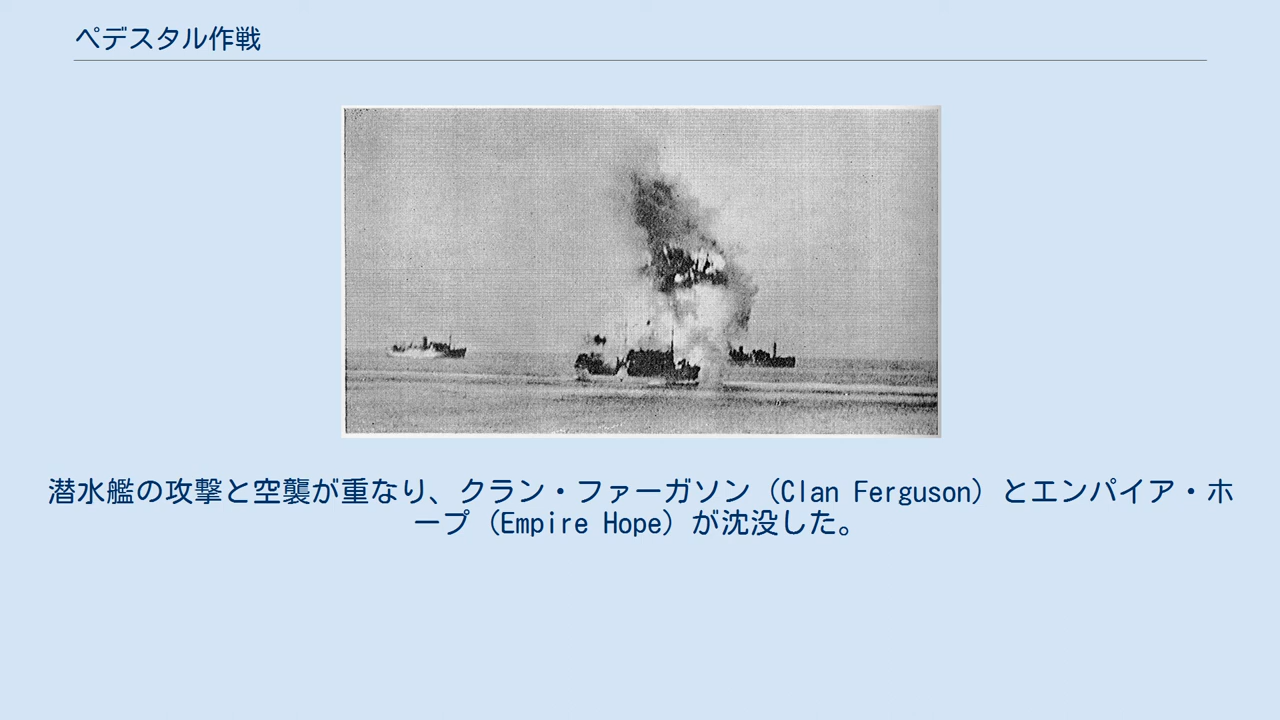 ペデスタル作戦
潜水艦の攻撃と空襲が重なり、クラン・ファーガソン（Clan Ferguson）とエンパイア・ホ
ープ（Empire Hope）が沈没した。